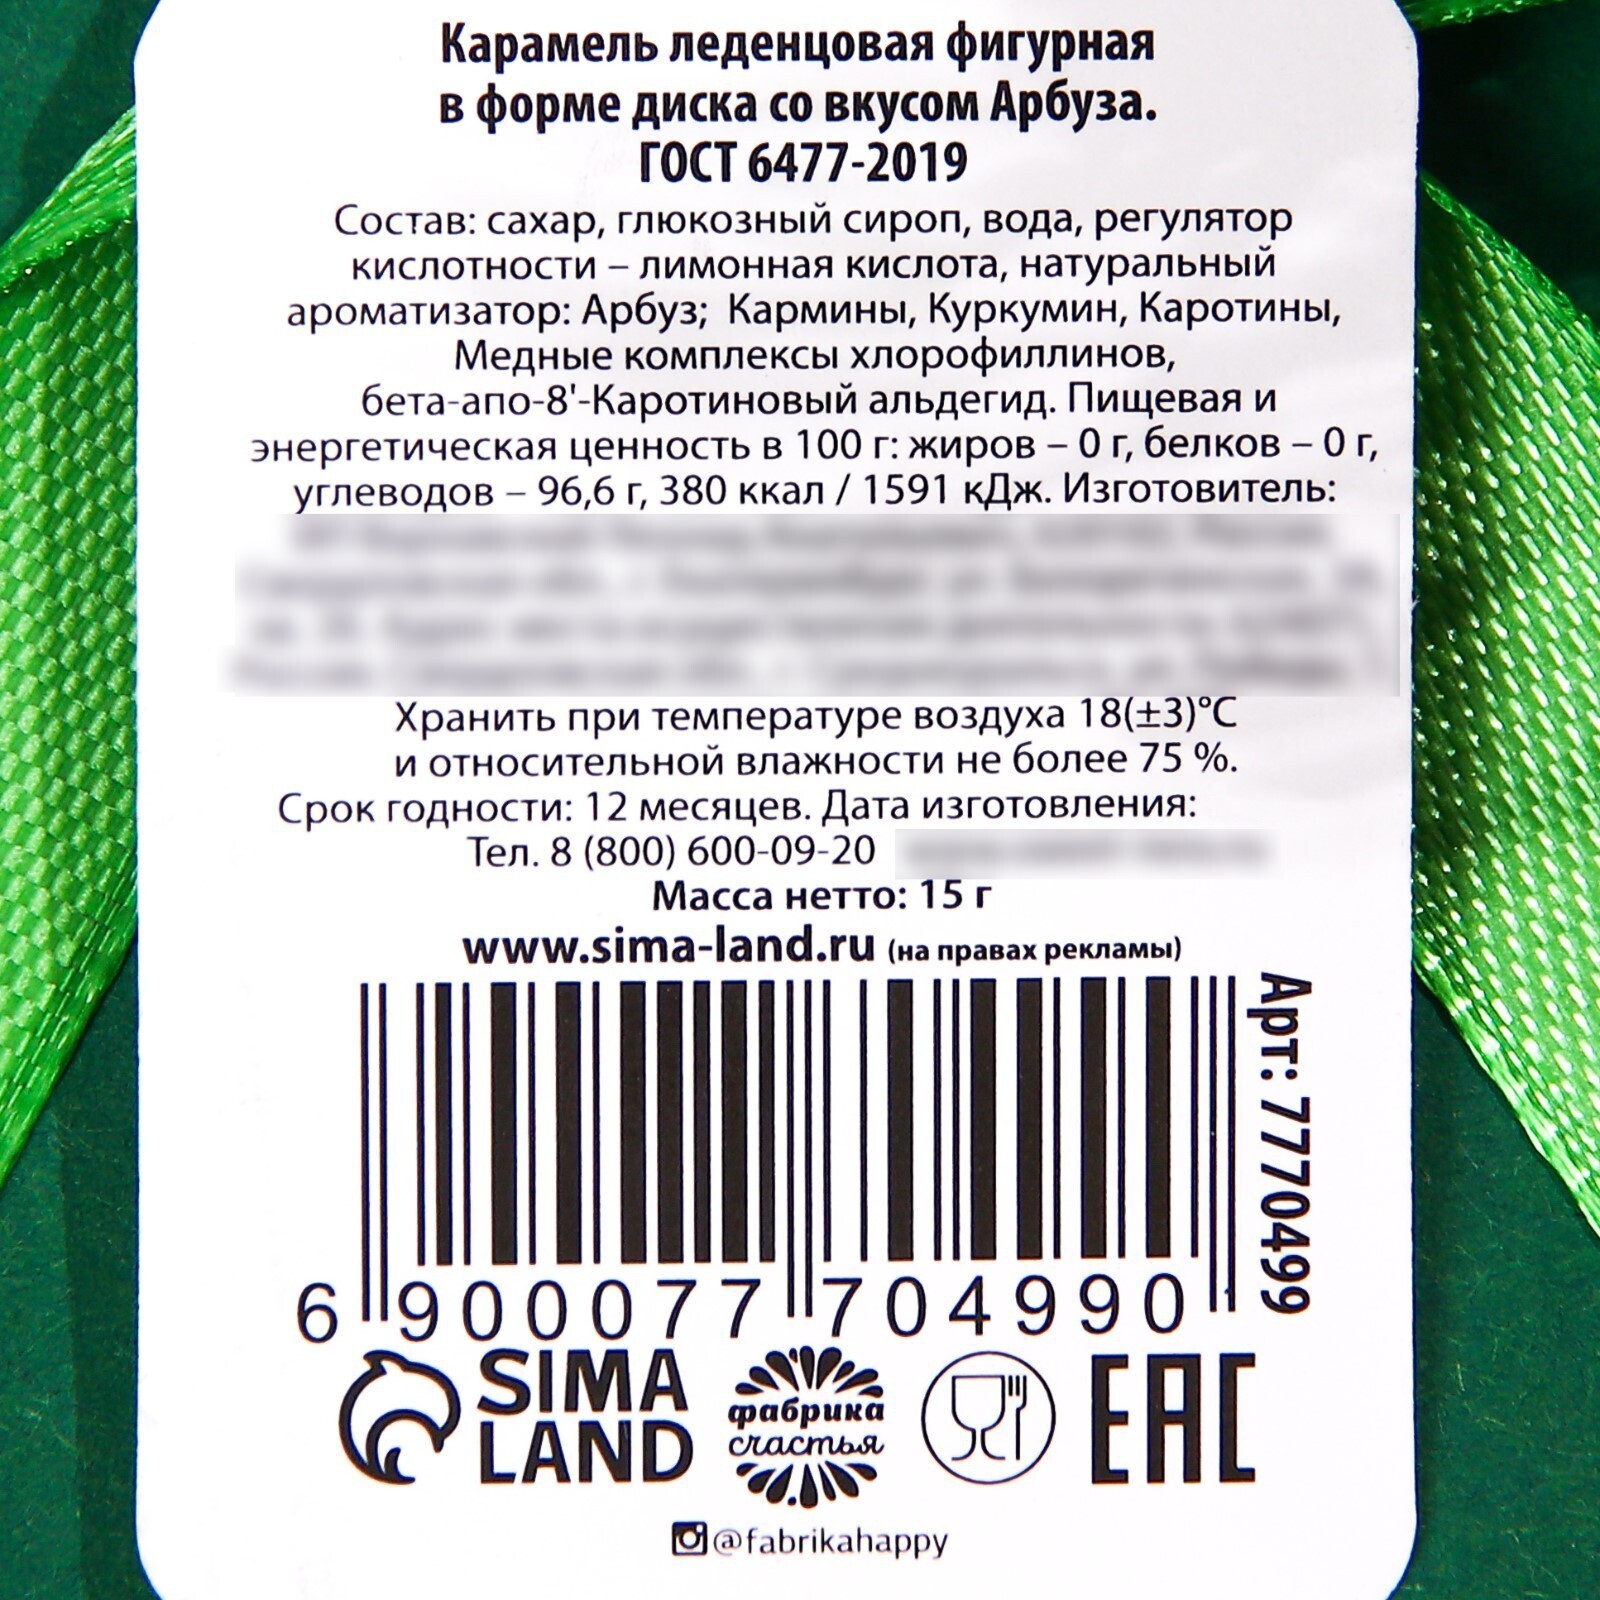 Карамель леденцовая фигурная
в форме диска со вкусом Арбуза.
ГОСТ 6477-2019
Состав: сахар, глюкозный сироп, вода, регулятор
кислотности – лимонная кислота, натуральный
ароматизатор: Арбуз; Кармины, Куркумин, Каротины,
Медные комплексы хлорофиллинов,
бета-апо-8'-Каротиновый альдегид. Пищевая и
энергетическая ценность в 100 г: жиров – 0 г, белков – 0 г,
углеводов – 96,6 г, 380 ккал / 1591 кДж. Изготовитель:
Хранить при температуре воздуха 18(±3)°С
и относительной влажности не более 75 %.
Срок годности: 12 месяцев. Дата изготовления:
Тел. 8 (800) 600-09-20
Масса нетто: 15 г
www.sima-land.ru (на правах рекламы)
Арт: 7770499
6 900077 704990
SIMA
LAND
фабрика
счастья
EAC
@fabrikahappy